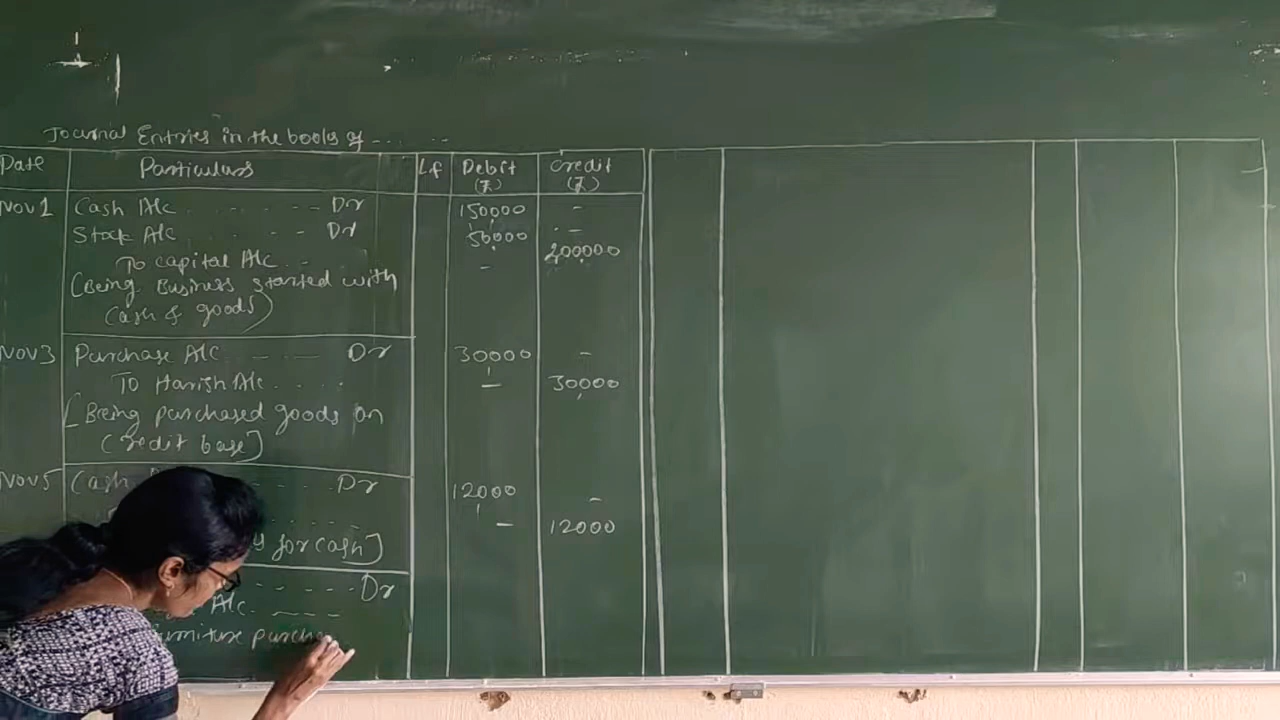 Journal Entries in the books of - . . . . .
Date Particulars Lf Debit (₹) Credit (₹)
Nov 1 Cash A/c . - . . . . - - Dr 150000 -
Stock A/c . . . . - - Dr 50000 . -
To capital A/c . - - 200000
[Being Business started with
Cash & goods)
Nov 3 Purchase A/c - - - Dr 30000 -
To Harish A/c . . . . - 30000
[Being purchased goods on
Credit base]
Nov 5 Cash - - - . . Dr 12000 -
. . . . . - - 12000
for cash]
- - - - - - Dr
A/c. - - - -
Furniture purcha